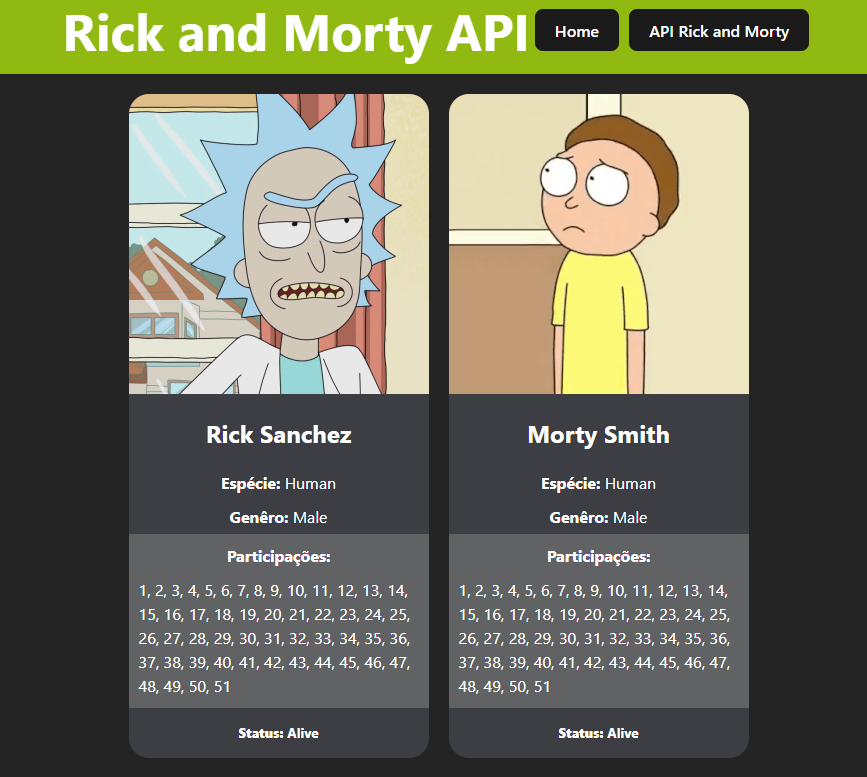 Rick and Morty API
Home
API Rick and Morty
Rick Sanchez
Espécie: Human
Genêro: Male
Participações:
1, 2, 3, 4, 5, 6, 7, 8, 9, 10, 11, 12, 13, 14,
15, 16, 17, 18, 19, 20, 21, 22, 23, 24, 25,
26, 27, 28, 29, 30, 31, 32, 33, 34, 35, 36,
37, 38, 39, 40, 41, 42, 43, 44, 45, 46, 47,
48, 49, 50, 51
Status: Alive
Morty Smith
Espécie: Human
Genêro: Male
Participações:
1, 2, 3, 4, 5, 6, 7, 8, 9, 10, 11, 12, 13, 14,
15, 16, 17, 18, 19, 20, 21, 22, 23, 24, 25,
26, 27, 28, 29, 30, 31, 32, 33, 34, 35, 36,
37, 38, 39, 40, 41, 42, 43, 44, 45, 46, 47,
48, 49, 50, 51
Status: Alive